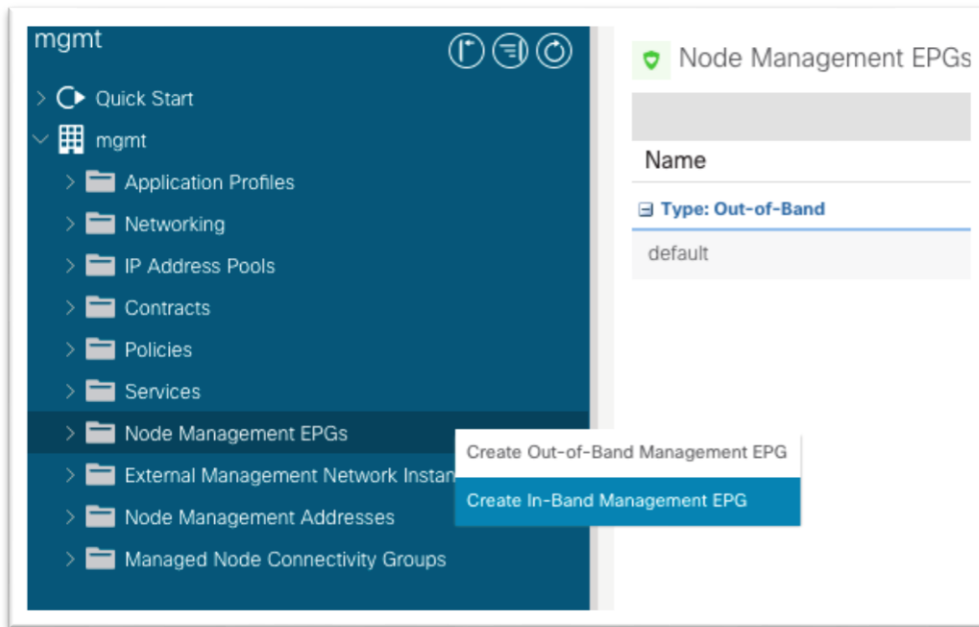 mgmt
Quick Start
mgmt
Application Profiles
Networking
IP Address Pools
Contracts
Policies
Services
Node Management EPGs
External Management Network Instan
Node Management Addresses
Managed Node Connectivity Groups
Create Out-of-Band Management EPG
Create In-Band Management EPG
Node Management EPGs
Name
Type: Out-of-Band
default